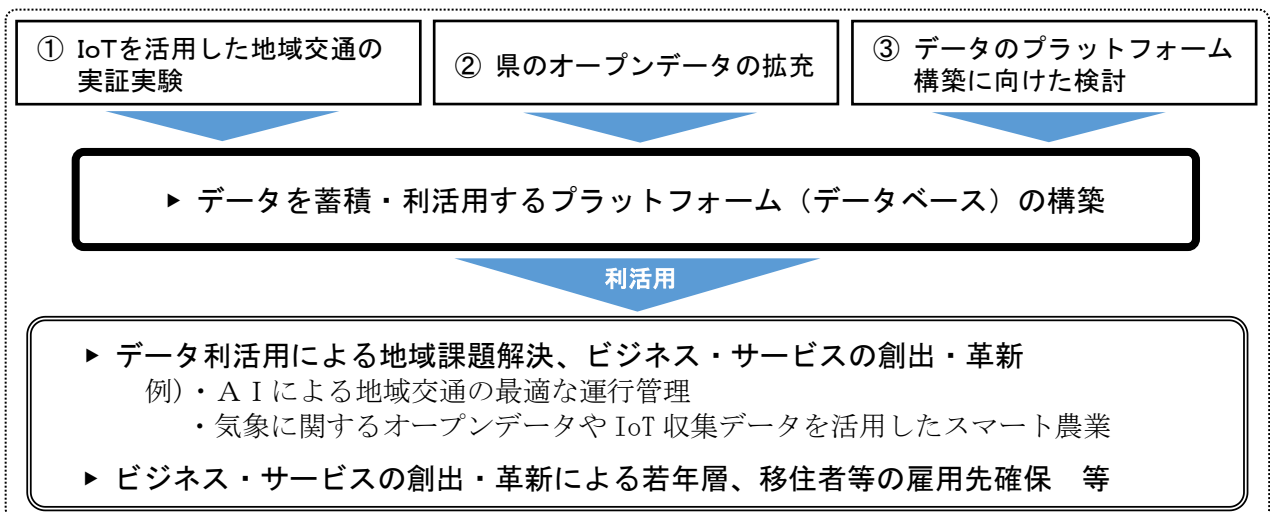 ① IoTを活用した地域交通の
実証実験
② 県のオープンデータの拡充
③ データのプラットフォーム
構築に向けた検討
▶ データを蓄積・利活用するプラットフォーム（データベース）の構築
利活用
▶ データ利活用による地域課題解決、ビジネス・サービスの創出・革新
例）・ＡＩによる地域交通の最適な運行管理
・気象に関するオープンデータや IoT 収集データを活用したスマート農業
▶ ビジネス・サービスの創出・革新による若年層、移住者等の雇用先確保　等